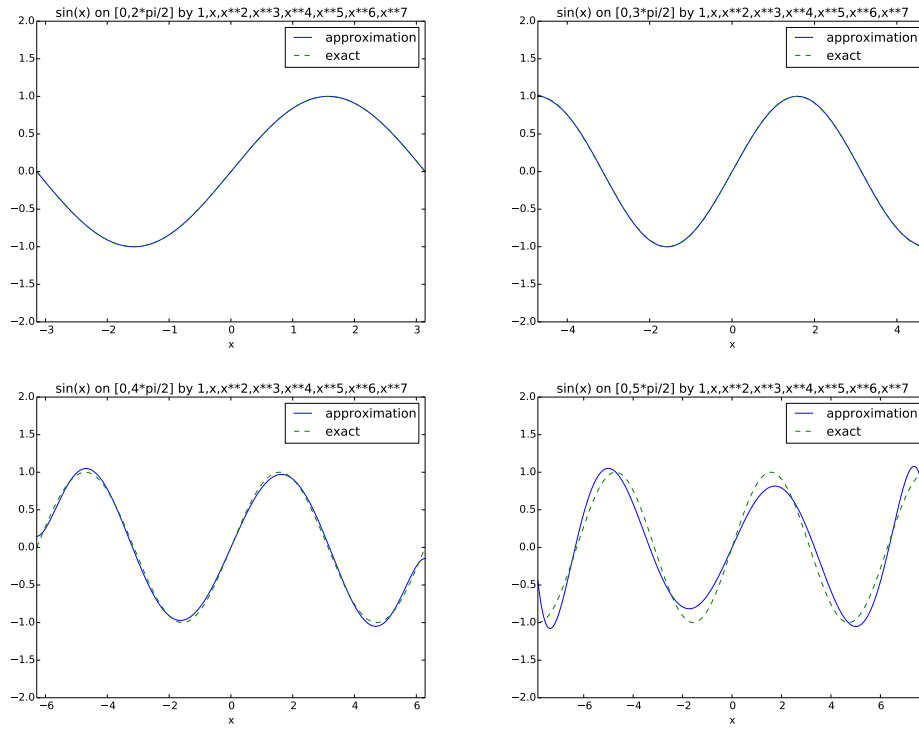 sin(x) on [0,2*pi/2] by 1,x,x**2,x**3,x**4,x**5,x**6,x**7
approximation
exact
2.0
1.5
1.0
0.5
0.0
−0.5
−1.0
−1.5
−2.0
−3 −2 −1 0 1 2 3
x
sin(x) on [0,3*pi/2] by 1,x,x**2,x**3,x**4,x**5,x**6,x**7
approximation
exact
2.0
1.5
1.0
0.5
0.0
−0.5
−1.0
−1.5
−2.0
−4 −2 0 2 4
x
sin(x) on [0,4*pi/2] by 1,x,x**2,x**3,x**4,x**5,x**6,x**7
approximation
exact
2.0
1.5
1.0
0.5
0.0
−0.5
−1.0
−1.5
−2.0
−6 −4 −2 0 2 4 6
x
sin(x) on [0,5*pi/2] by 1,x,x**2,x**3,x**4,x**5,x**6,x**7
approximation
exact
2.0
1.5
1.0
0.5
0.0
−0.5
−1.0
−1.5
−2.0
−6 −4 −2 0 2 4 6
x